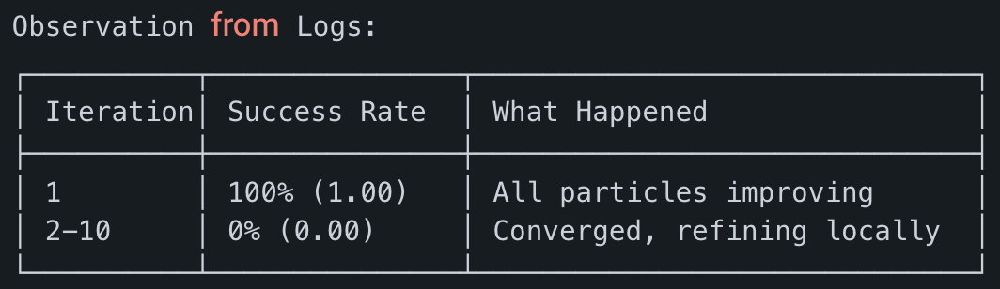 Observation from Logs:
Iteration Success Rate What Happened
1 100% (1.00) All particles improving
2–10 0% (0.00) Converged, refining locally